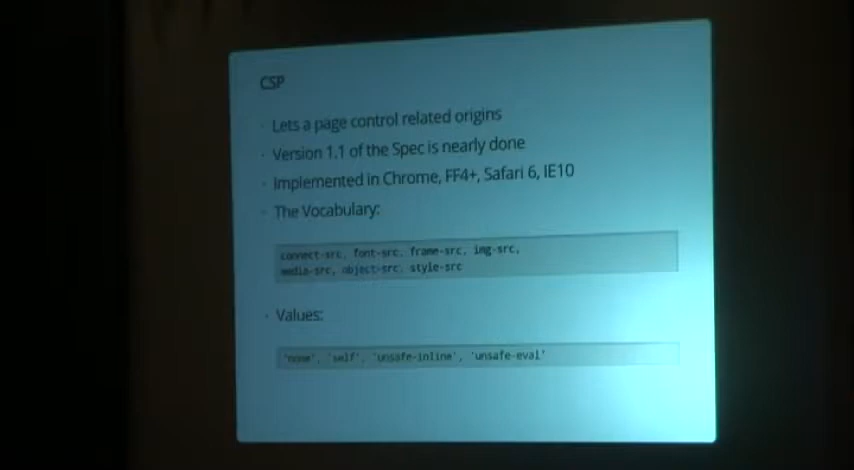 CSP
· Lets a page control related origins
· Version 1.1 of the Spec is nearly done
· Implemented in Chrome, FF4+, Safari 6, IE10
· The Vocabulary:
connect-src, font-src, frame-src, img-src,
media-src, object-src, style-src
· Values:
'none', 'self', 'unsafe-inline', 'unsafe-eval'